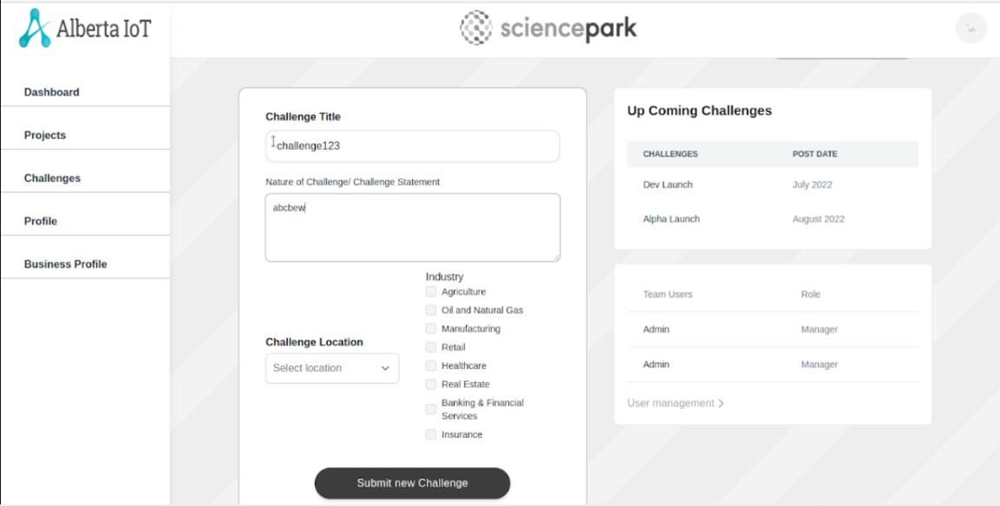 Alberta IoT
sciencepark
Dashboard
Projects
Challenges
Profile
Business Profile
Challenge Title
challenge123
Nature of Challenge/ Challenge Statement
abcbew
Challenge Location
Select location
Industry
Agriculture
Oil and Natural Gas
Manufacturing
Retail
Healthcare
Real Estate
Banking & Financial
Services
Insurance
Submit new Challenge
Up Coming Challenges
CHALLENGES POST DATE
Dev Launch July 2022
Alpha Launch August 2022
Team Users Role
Admin Manager
Admin Manager
User management